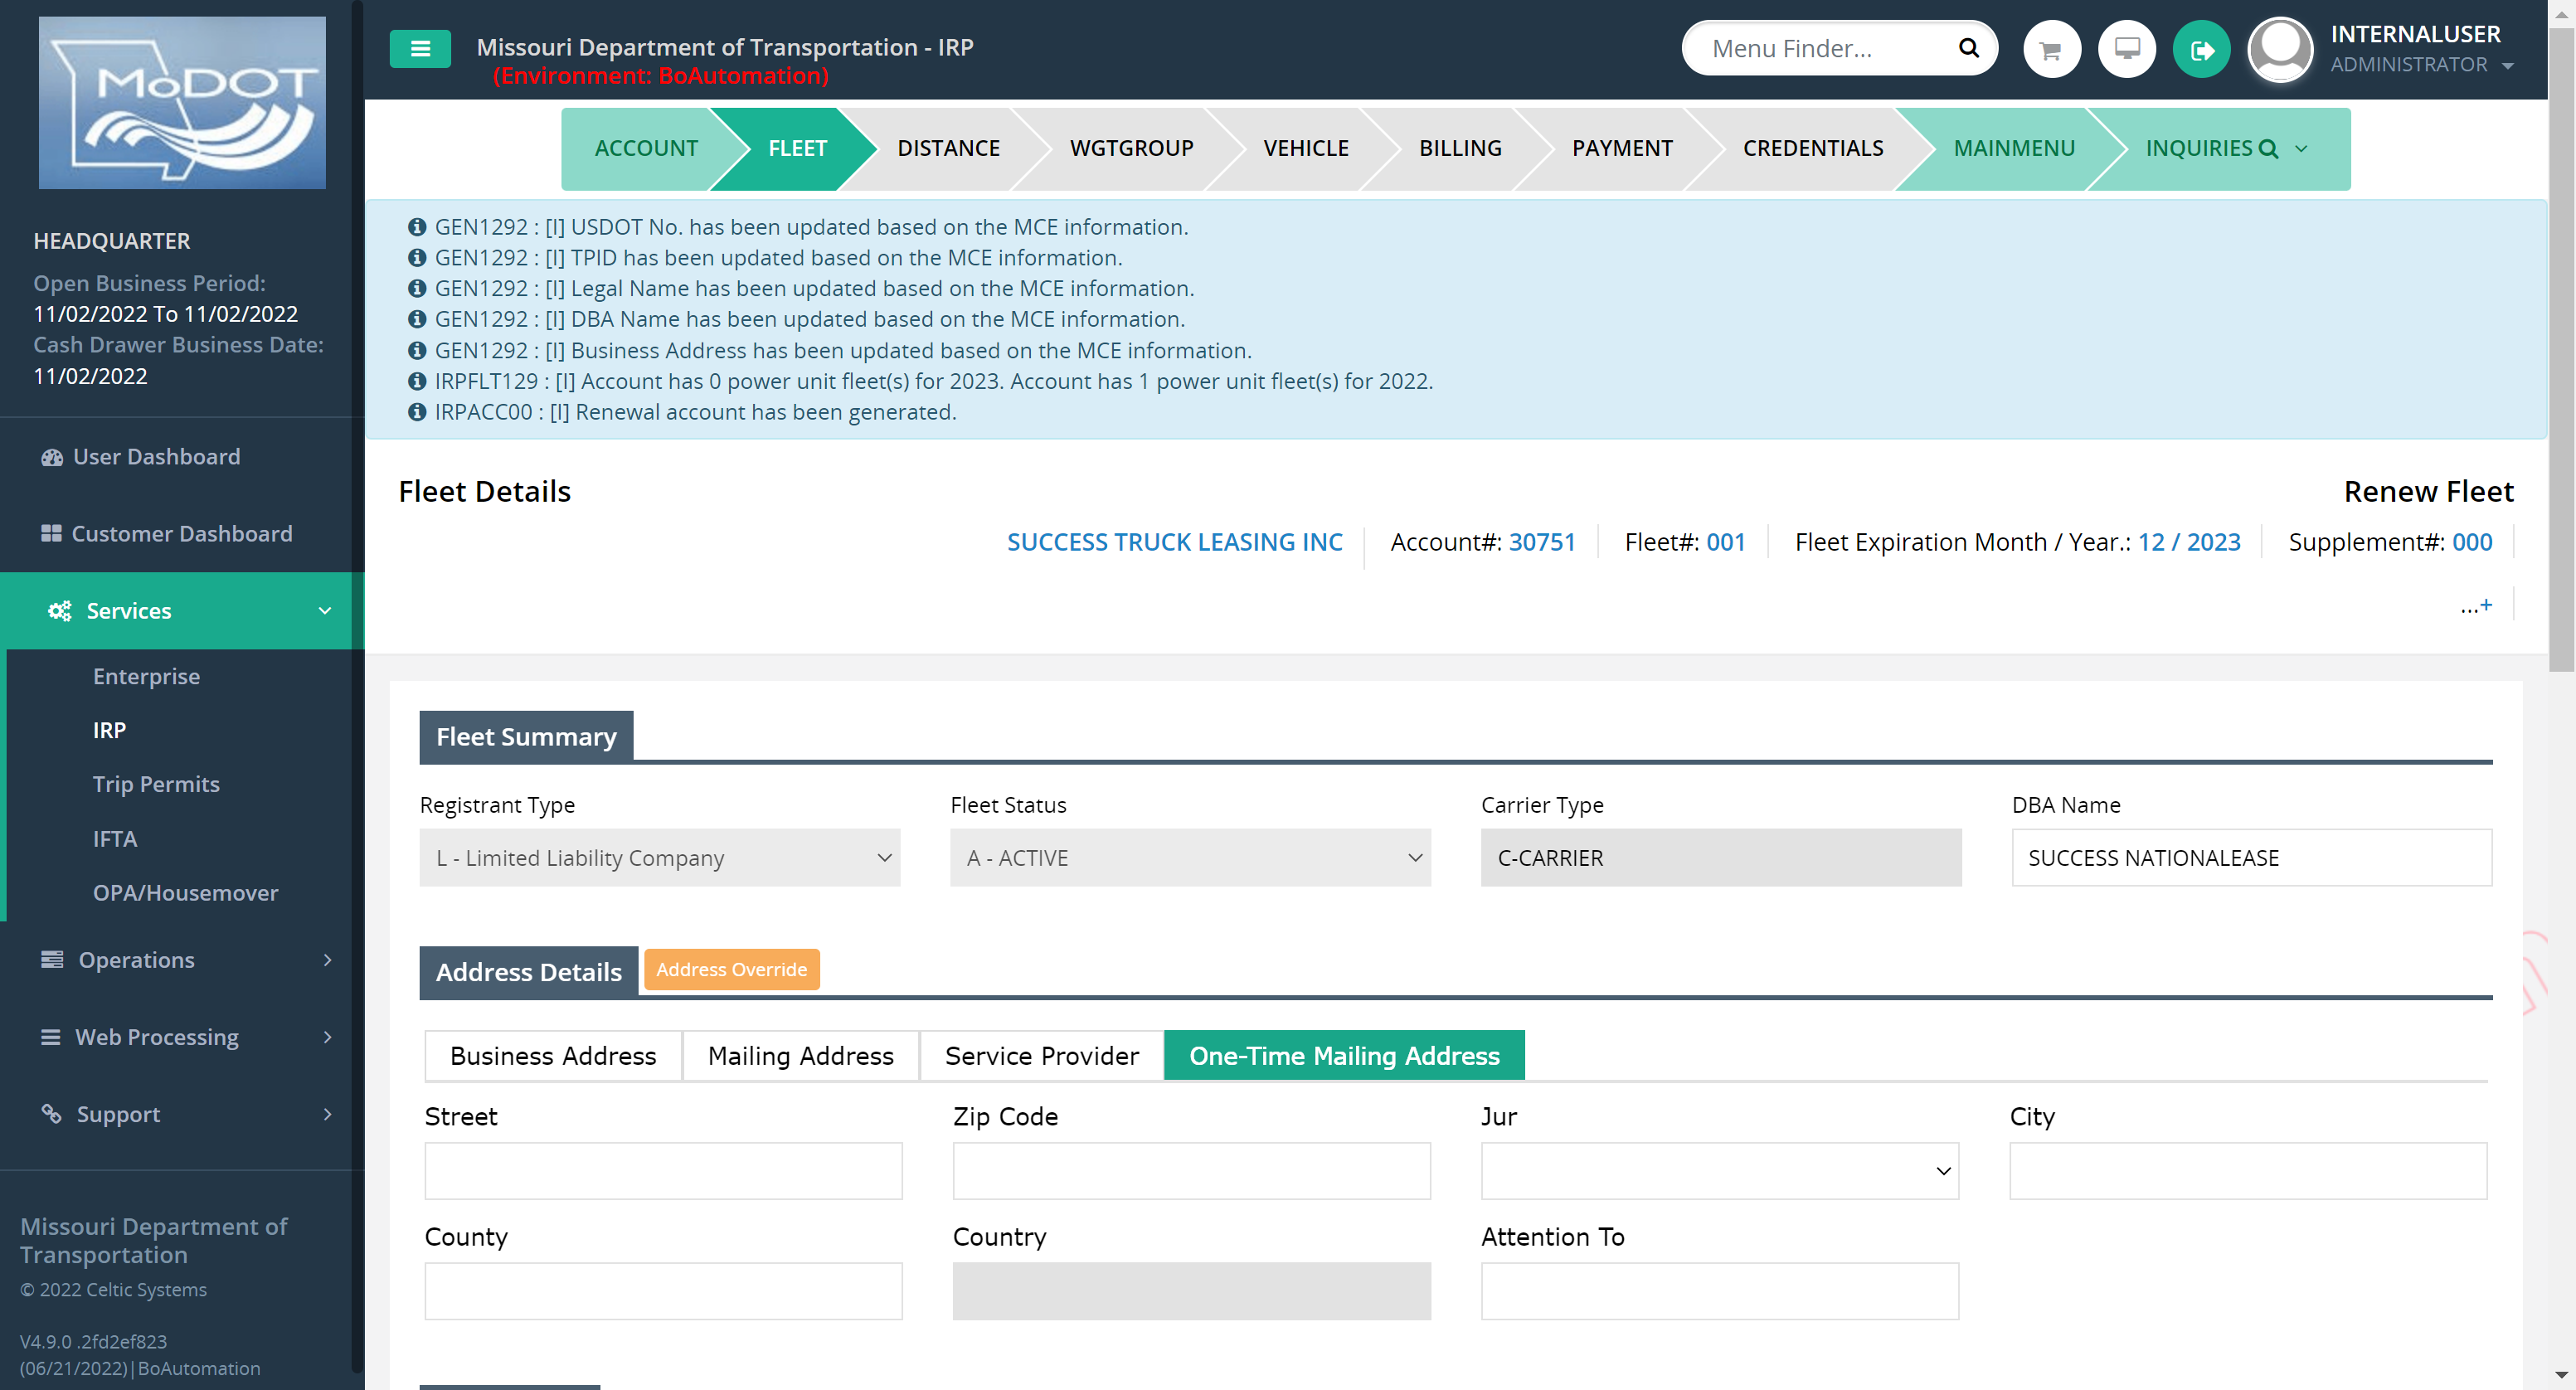 MoDOT
HEADQUARTER
Open Business Period:
11/02/2022 To 11/02/2022
Cash Drawer Business Date:
11/02/2022
User Dashboard
Customer Dashboard
Services
Enterprise
IRP
Trip Permits
IFTA
OPA/Housemover
Operations
Web Processing
Support
Missouri Department of
Transportation
© 2022 Celtic Systems
V4.9.0 .2fd2ef823
(06/21/2022)|BoAutomation
Missouri Department of Transportation - IRP
(Environment: BoAutomation)
Menu Finder...
INTERNALUSER
ADMINISTRATOR
ACCOUNT FLEET DISTANCE WGTGROUP VEHICLE BILLING PAYMENT CREDENTIALS MAINMENU INQUIRIES
GEN1292 : [I] USDOT No. has been updated based on the MCE information.
GEN1292 : [I] TPID has been updated based on the MCE information.
GEN1292 : [I] Legal Name has been updated based on the MCE information.
GEN1292 : [I] DBA Name has been updated based on the MCE information.
GEN1292 : [I] Business Address has been updated based on the MCE information.
IRPFLT129 : [I] Account has 0 power unit fleet(s) for 2023. Account has 1 power unit fleet(s) for 2022.
IRPACC00 : [I] Renewal account has been generated.
Fleet Details Renew Fleet
SUCCESS TRUCK LEASING INC Account#: 30751 Fleet#: 001 Fleet Expiration Month / Year.: 12 / 2023 Supplement#: 000
...+
Fleet Summary
Registrant Type Fleet Status Carrier Type DBA Name
L - Limited Liability Company A - ACTIVE C-CARRIER SUCCESS NATIONALEASE
Address Details Address Override
Business Address Mailing Address Service Provider One-Time Mailing Address
Street Zip Code Jur City
County Country Attention To